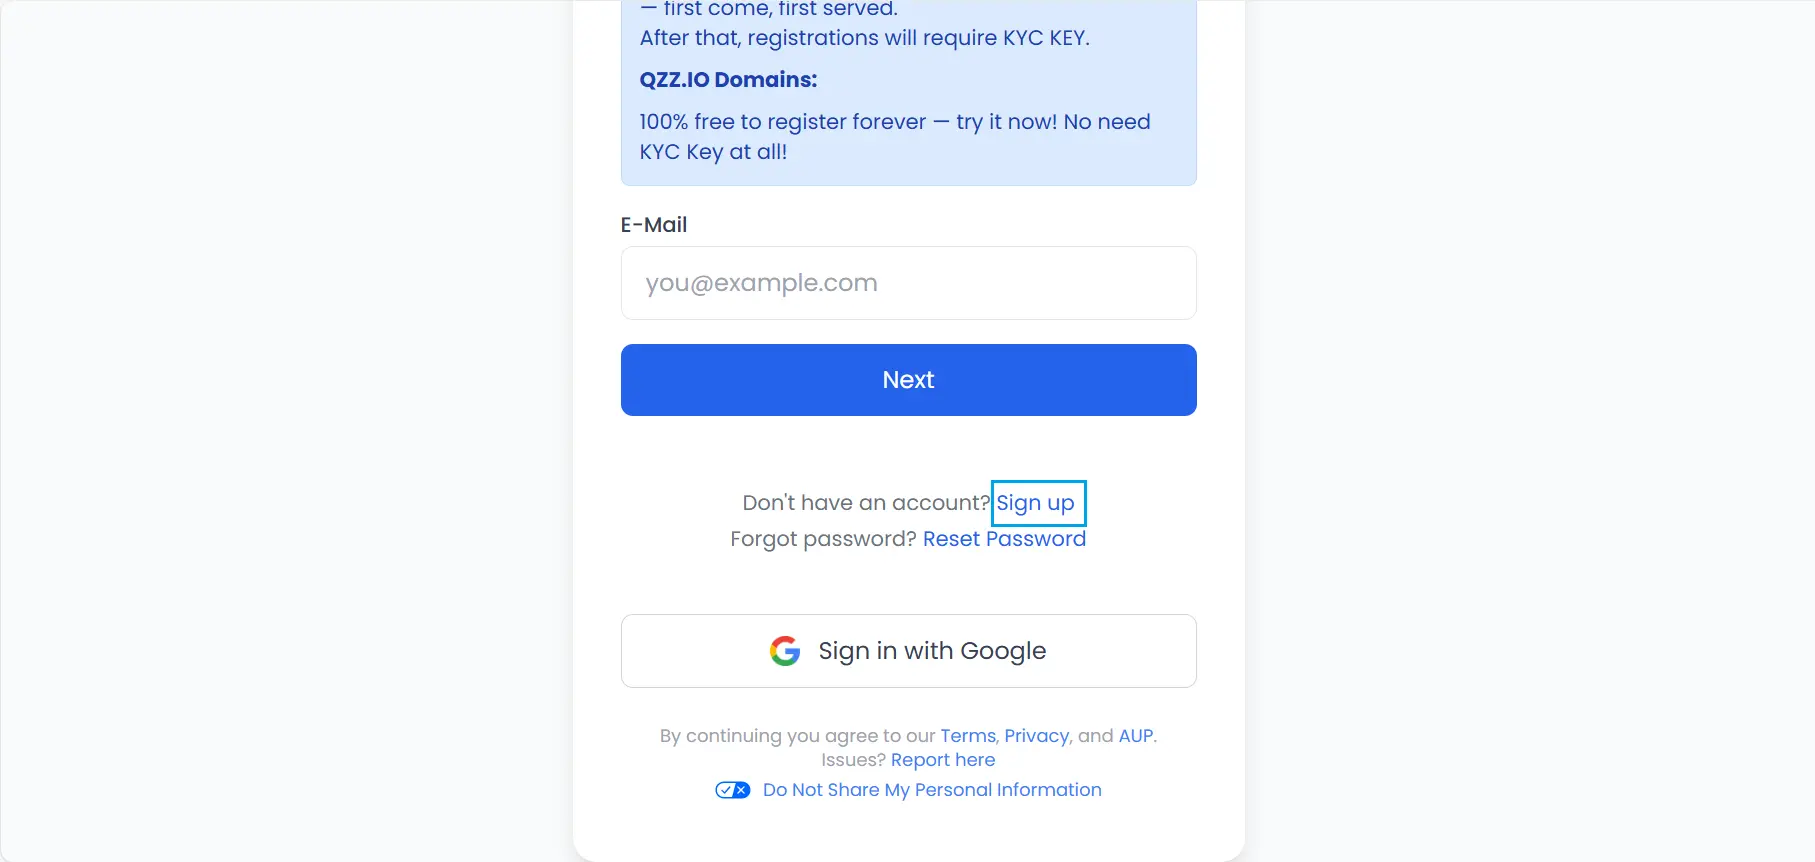 — first come, first served.
After that, registrations will require KYC KEY.
QZZ.IO Domains:
100% free to register forever — try it now! No need
KYC Key at all!
E-Mail
you@example.com
Next
Don't have an account? Sign up
Forgot password? Reset Password
Sign in with Google
By continuing you agree to our Terms, Privacy, and AUP.
Issues? Report here
Do Not Share My Personal Information